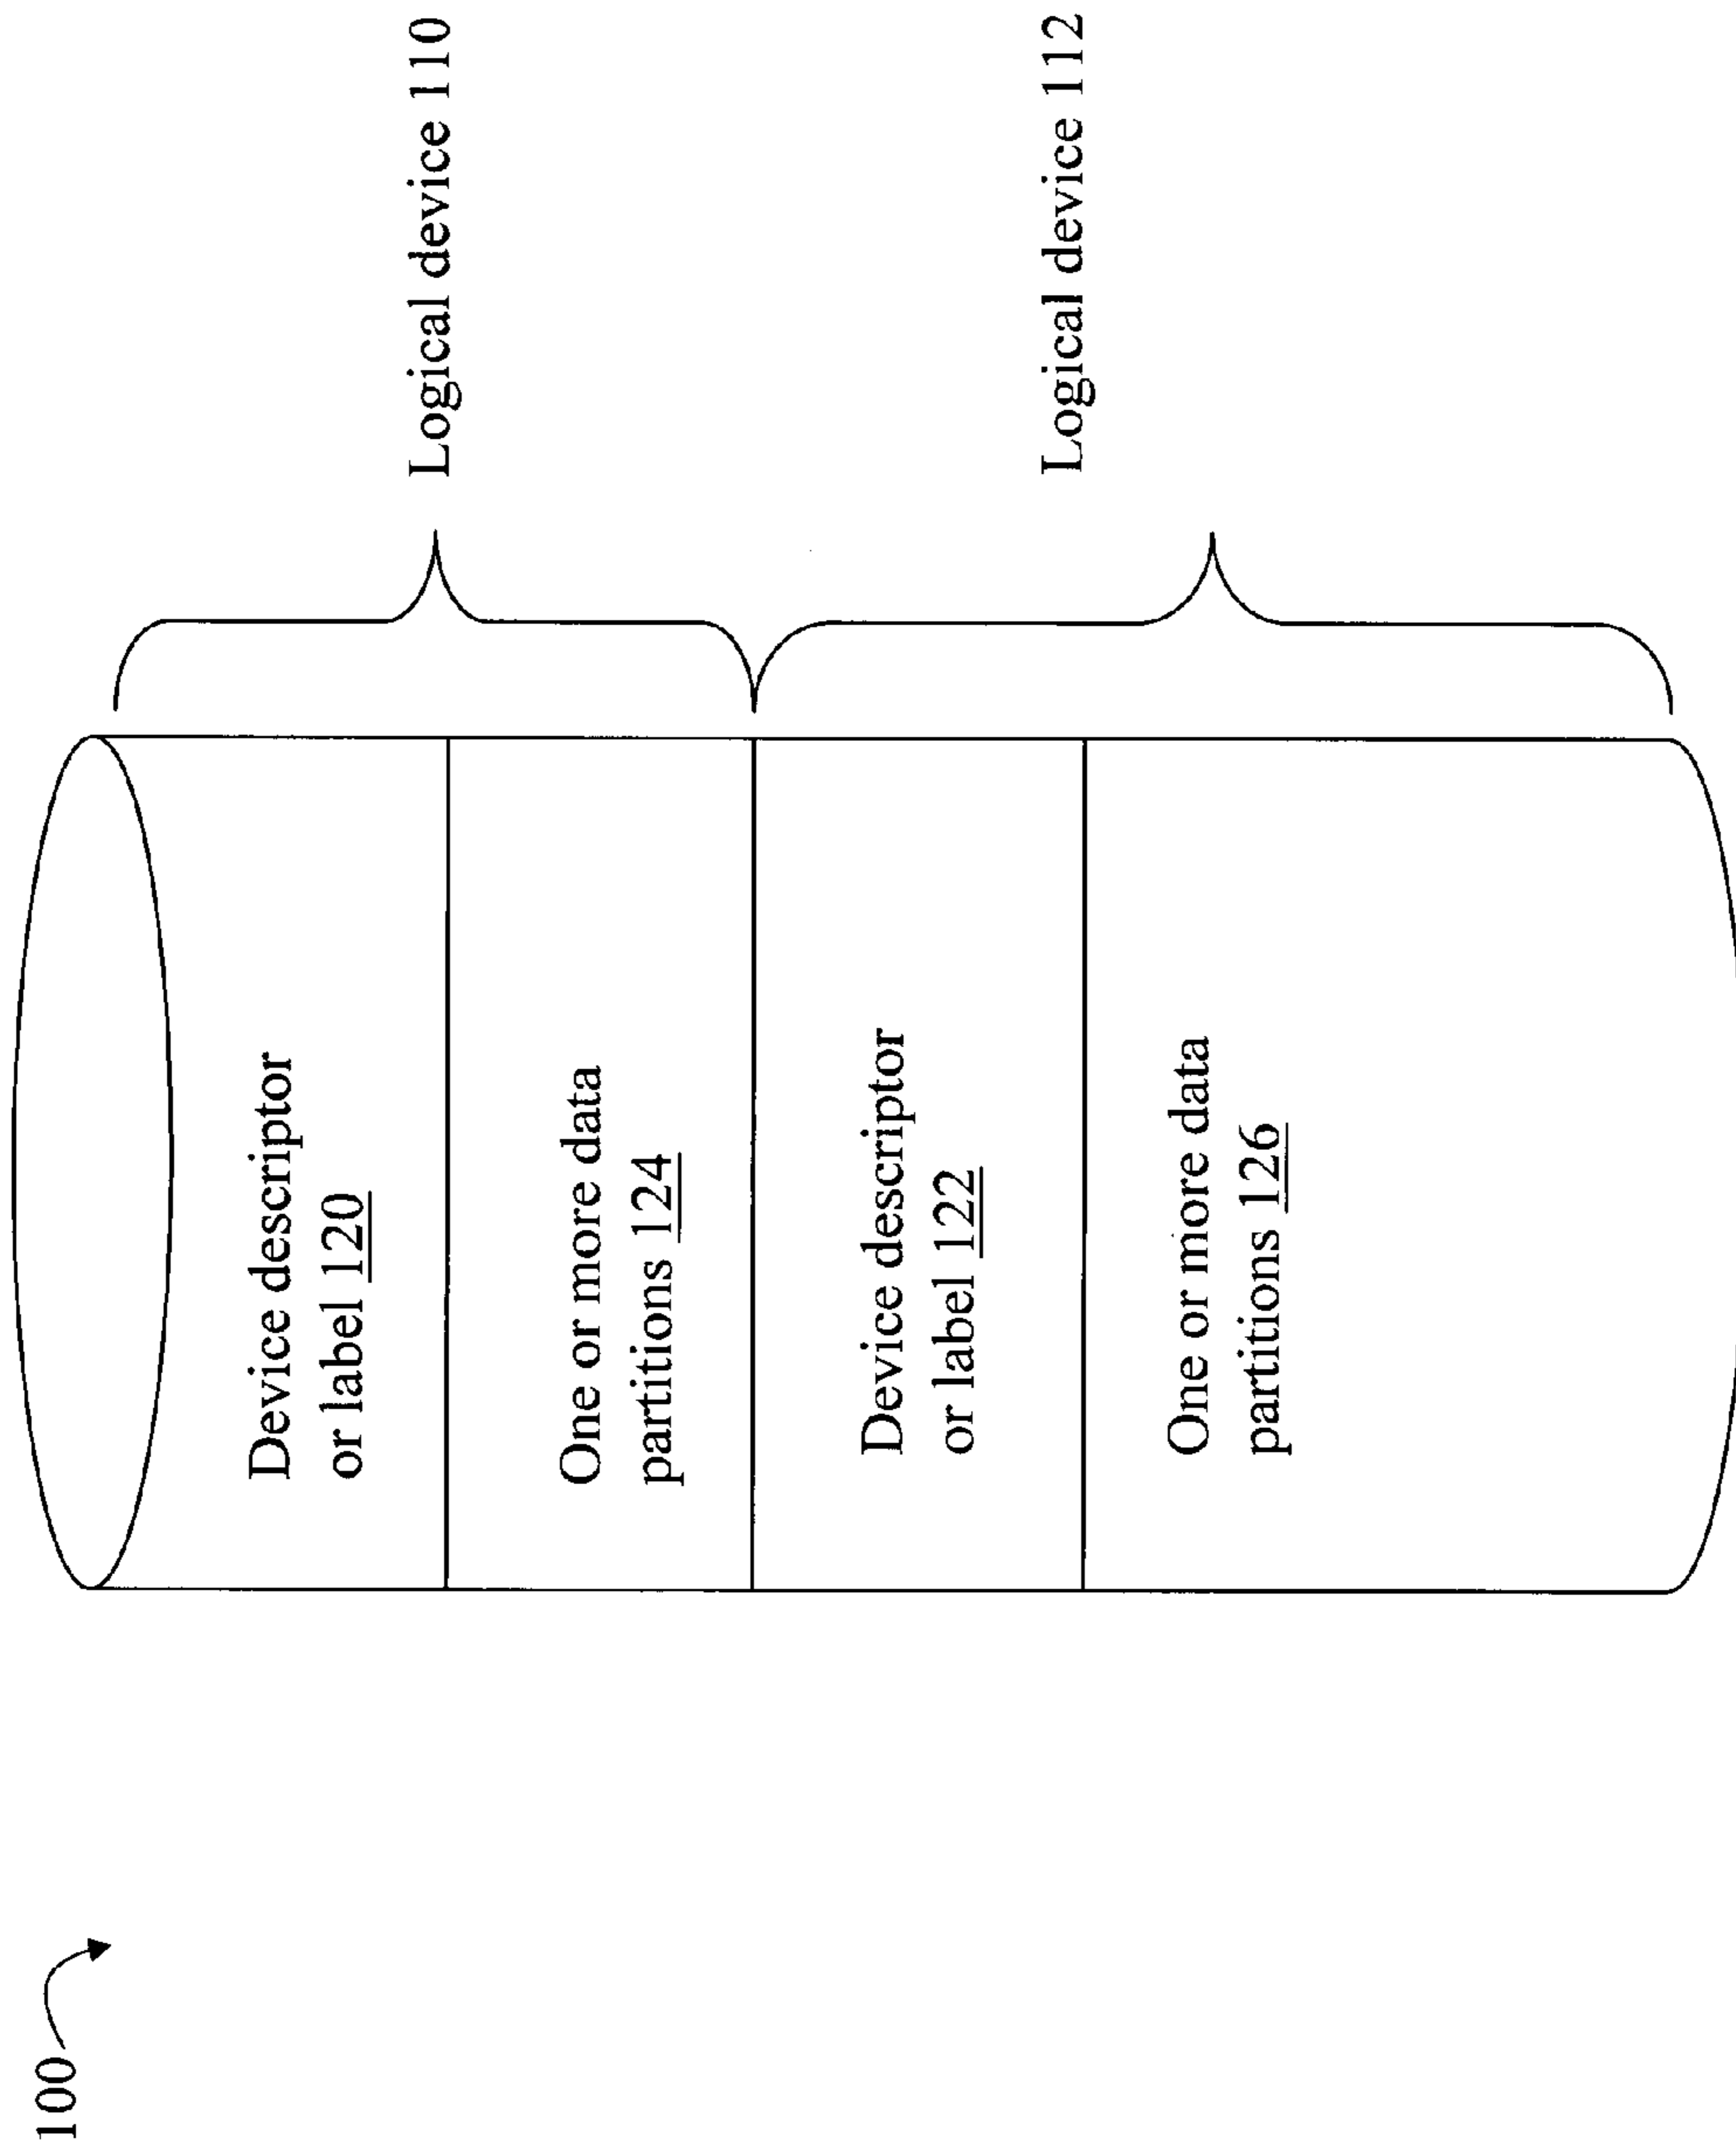 100
Device descriptor
or label 120
One or more data
partitions 124
Device descriptor
or label 122
One or more data
partitions 126
Logical device 110
Logical device 112